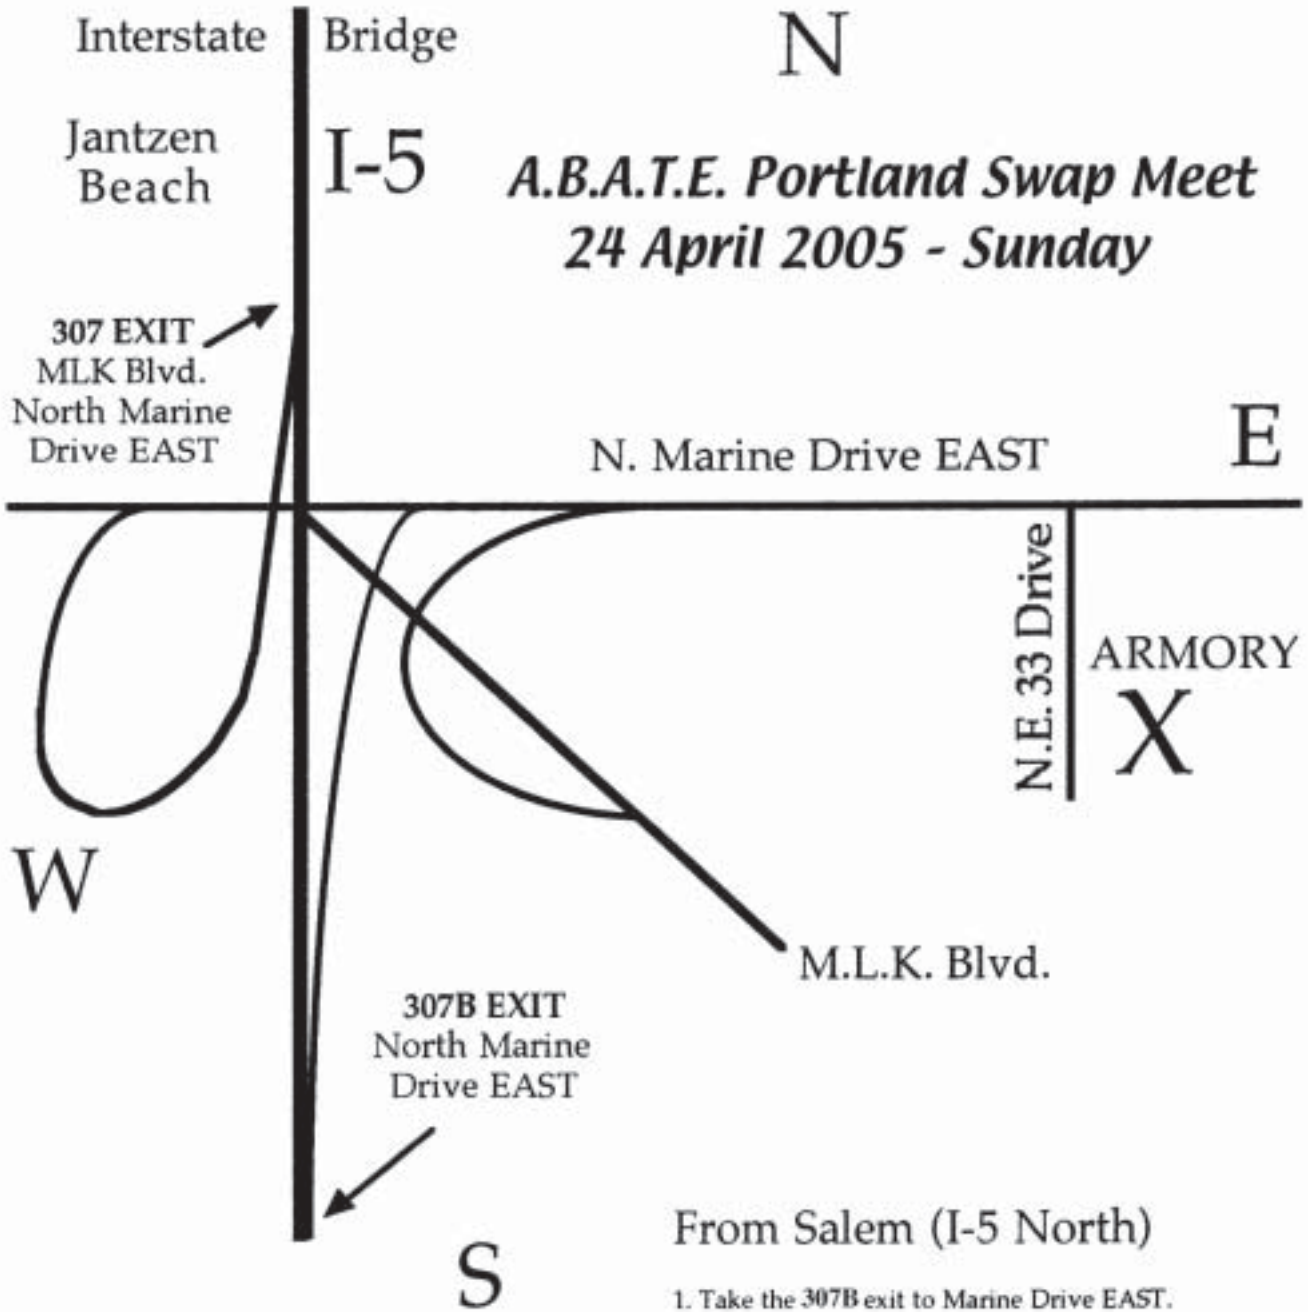 Interstate Bridge
N
Jantzen
Beach
I-5
A.B.A.T.E. Portland Swap Meet
24 April 2005 - Sunday
307 EXIT
MLK Blvd.
North Marine
Drive EAST
N. Marine Drive EAST
E
N.E. 33 Drive
ARMORY
X
W
M.L.K. Blvd.
307B EXIT
North Marine
Drive EAST
S
From Salem (I-5 North)
1. Take the 307B exit to Marine Drive EAST.